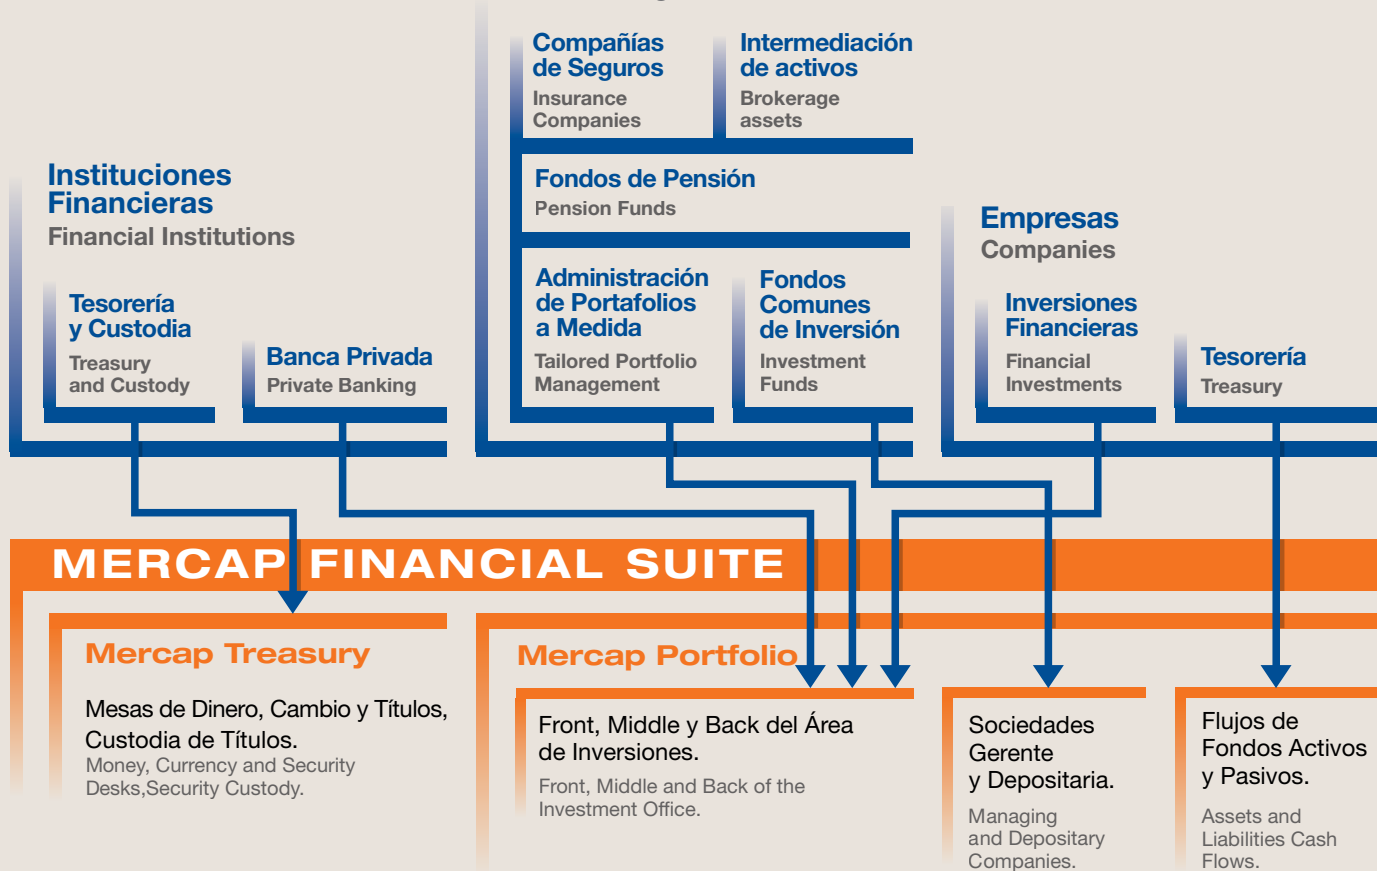 Compañías
de Seguros
Insurance
Companies
Intermediación
de activos
Brokerage
assets
Fondos de Pensión
Pension Funds
Instituciones
Financieras
Financial Institutions
Tesorería
y Custodia
Treasury
and Custody
Banca Privada
Private Banking
Administración
de Portafolios
a Medida
Tailored Portfolio
Management
Fondos
Comunes
de Inversión
Investment
Funds
Empresas
Companies
Inversiones
Financieras
Financial
Investments
Tesorería
Treasury
MERCAP FINANCIAL SUITE
Mercap Treasury
Mesas de Dinero, Cambio y Títulos,
Custodia de Títulos.
Money, Currency and Security
Desks,Security Custody.
Mercap Portfolio
Front, Middle y Back del Área
de Inversiones.
Front, Middle and Back of the
Investment Office.
Sociedades
Gerente
y Depositaria.
Managing
and Depositary
Companies.
Flujos de
Fondos Activos
y Pasivos.
Assets and
Liabilities Cash
Flows.